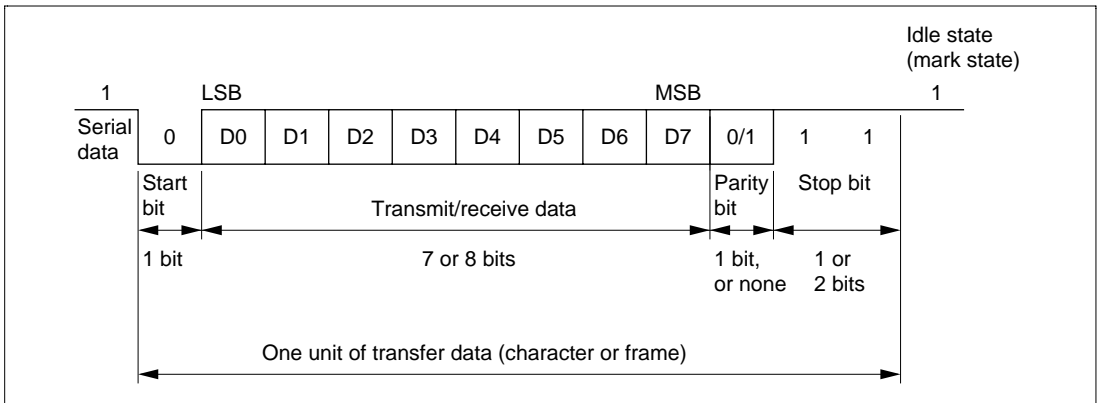 Idle state
(mark state)
1 LSB MSB 1
Serial
data
0 D0 D1 D2 D3 D4 D5 D6 D7 0/1 1 1
Start
bit
Transmit/receive data
Parity
bit
Stop bit
1 bit
7 or 8 bits
1 bit,
or none
1 or
2 bits
One unit of transfer data (character or frame)